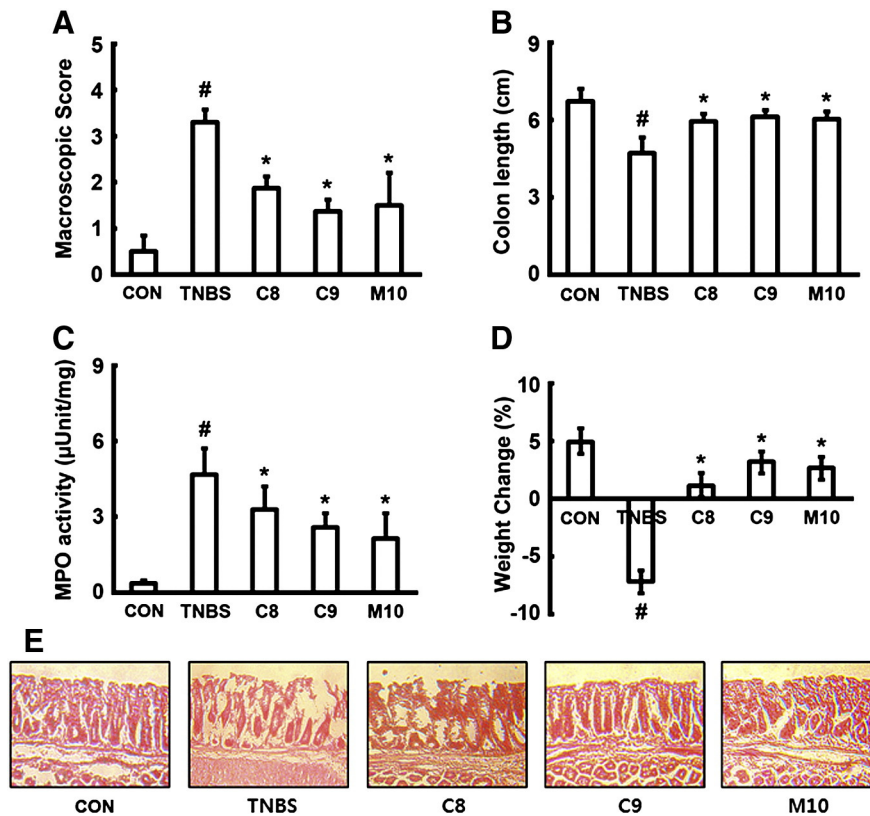 A
Macroscopic Score
5
4
3
2
1
0
#
*
*
*
CON TNBS C8 C9 M10
B
Colon length (cm)
9
6
3
0
#
*
*
*
CON TNBS C8 C9 M10
C
MPO activity (µUnit/mg)
9
6
3
0
#
*
*
*
CON TNBS C8 C9 M10
D
Weight Change (%)
10
5
0
-5
-10
*
*
*
CON TNBS C8 C9 M10
#
E
CON TNBS C8 C9 M10